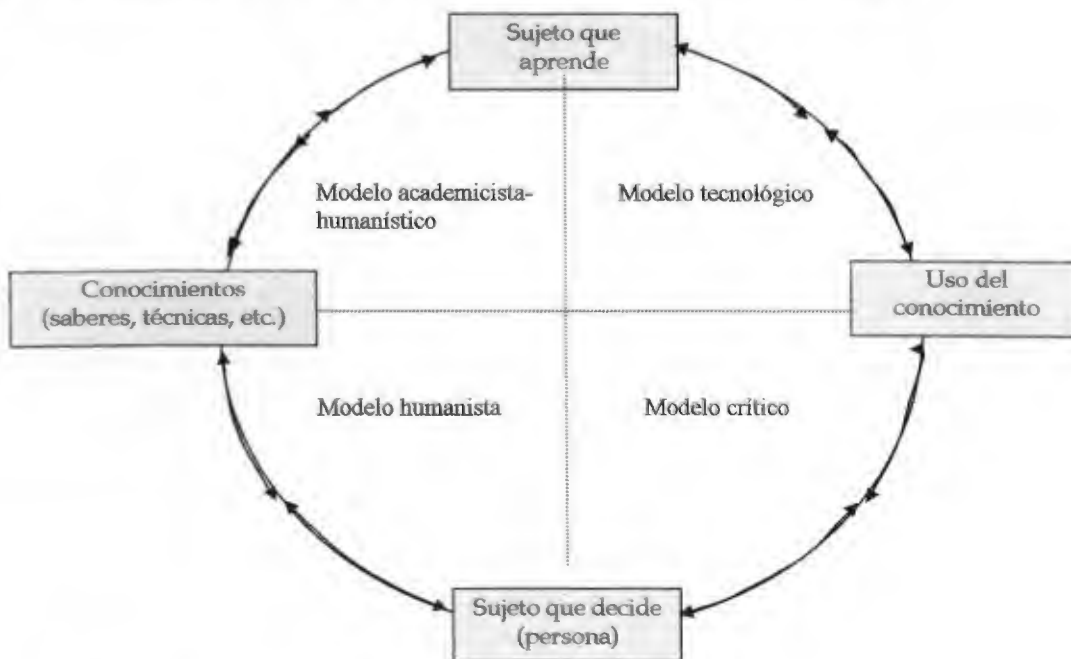 Sujeto que
aprende
Modelo academicista-
humanístico
Modelo tecnológico
Conocimientos
(saberes, técnicas, etc.)
Uso del
conocimiento
Modelo humanista
Modelo crítico
Sujeto que decide
(persona)